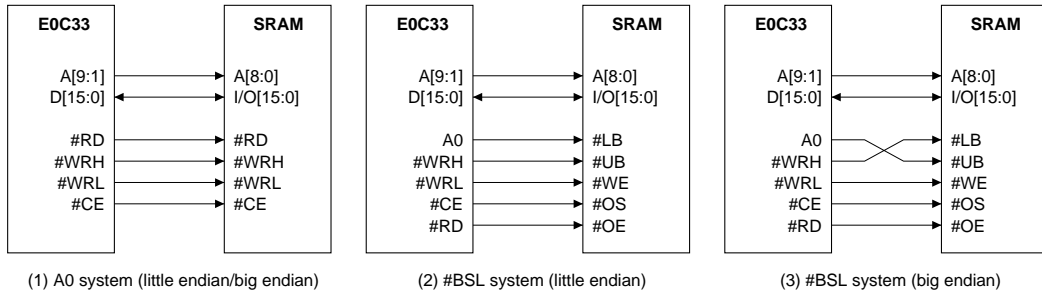 E0C33 SRAM E0C33 SRAM E0C33 SRAM
A[9:1] A[8:0] A[9:1] A[8:0] A[9:1] A[8:0]
D[15:0] I/O[15:0] D[15:0] I/O[15:0] D[15:0] I/O[15:0]
#RD #RD A0 #LB A0 #LB
#WRH #WRH #WRH #UB #WRH #UB
#WRL #WRL #WRL #WE #WRL #WE
#CE #CE #CE #OS #CE #OS
#RD #OE #RD #OE
(1) A0 system (little endian/big endian) (2) #BSL system (little endian) (3) #BSL system (big endian)